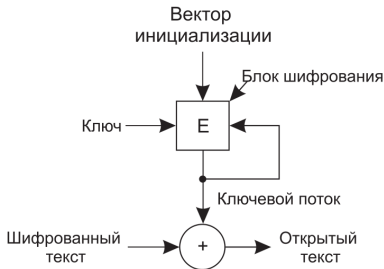 Вектор
инициализации
Блок шифрования
Ключ
E
Ключевой поток
Шифрованный
текст
+
Открытый
текст